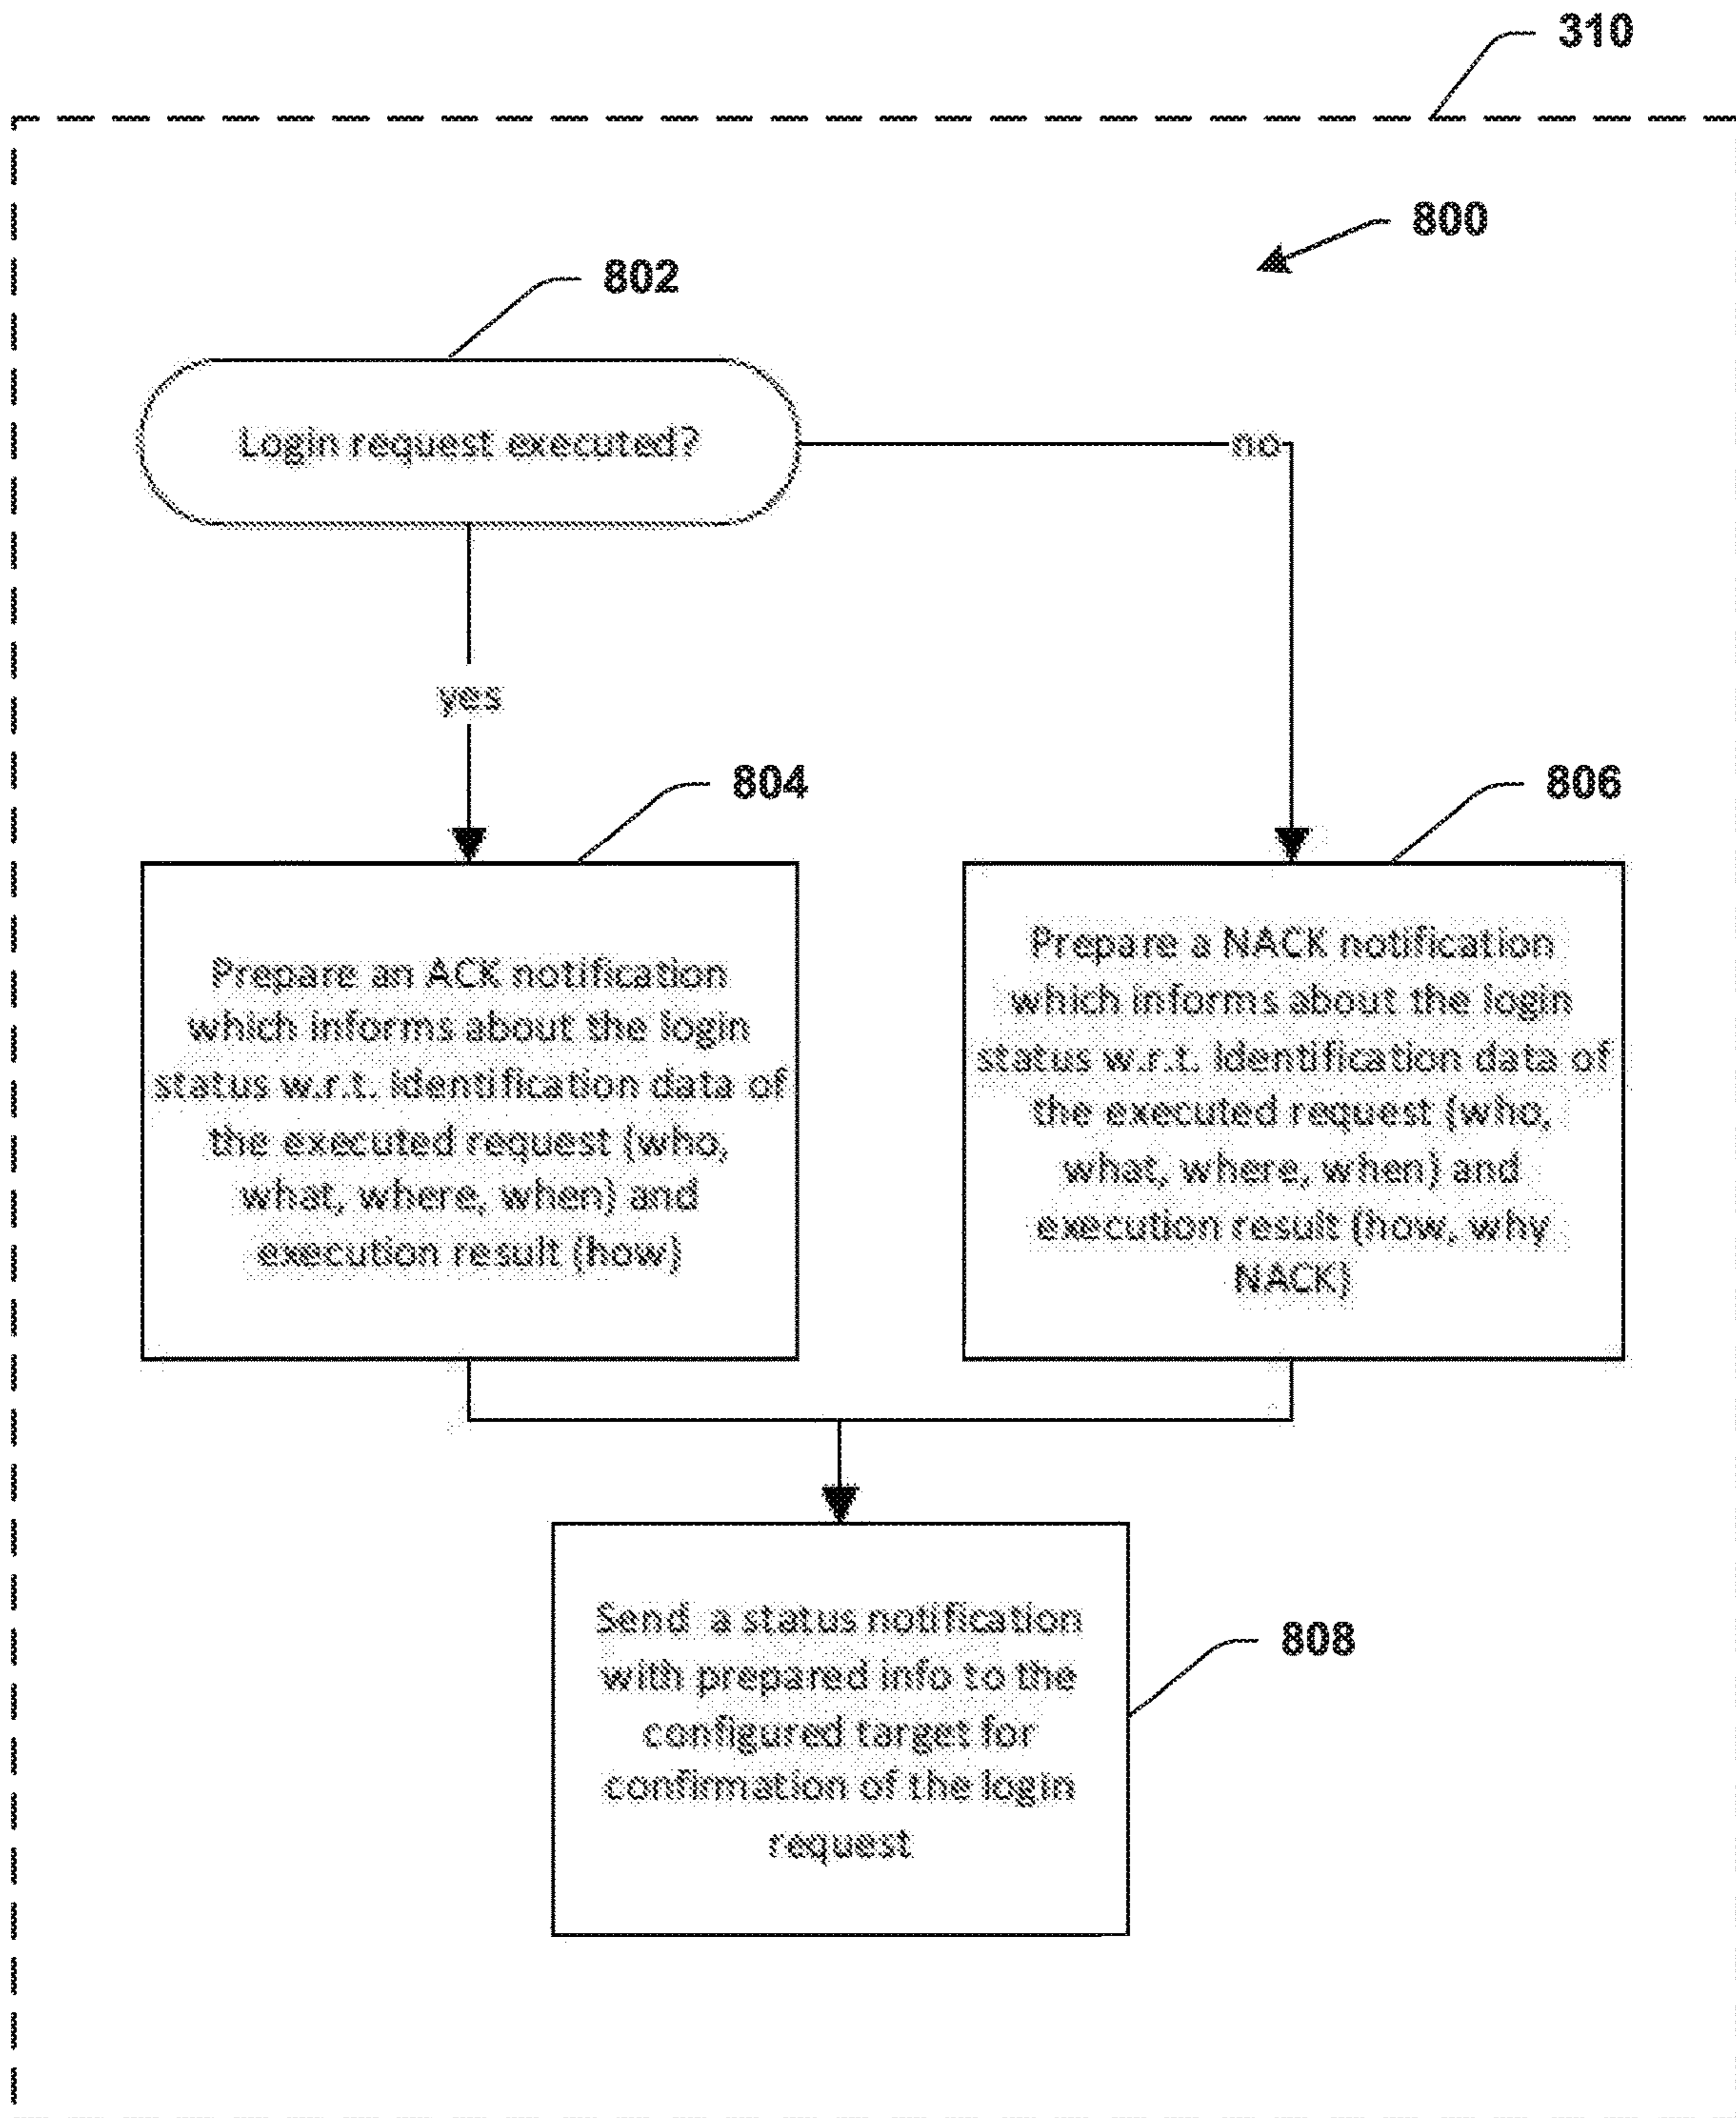 310
800
802
Login request executed?
no
yes
804
806
Prepare an ACK notification
which informs about the login
status w.r.t. identification data of
the executed request (who,
what, where, when) and
execution result (how)
Prepare a NACK notification
which informs about the login
status w.r.t. identification data of
the executed request (who,
what, where, when) and
execution result (how, why
NACK)
Send a status notification
with prepared info to the
configured target for
confirmation of the login
request
808